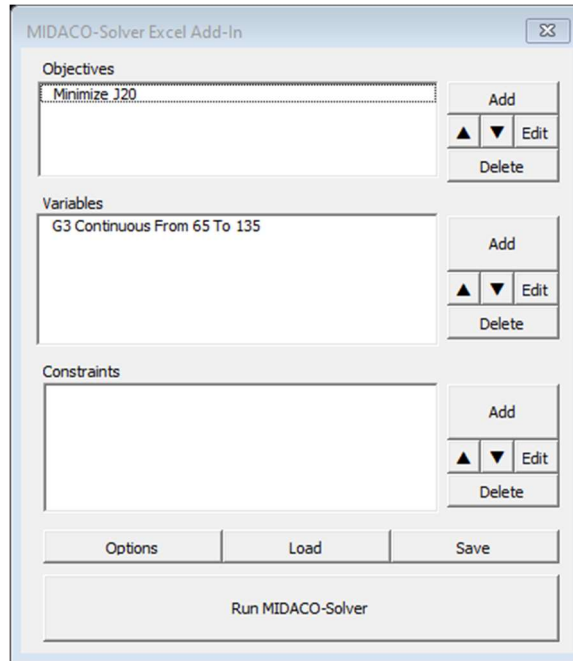 MIDACO-Solver Excel Add-In
Objectives
Minimize J20
Add
▲ ▼ Edit
Delete
Variables
G3 Continuous From 65 To 135
Add
▲ ▼ Edit
Delete
Constraints
Add
▲ ▼ Edit
Delete
Options Load Save
Run MIDACO-Solver